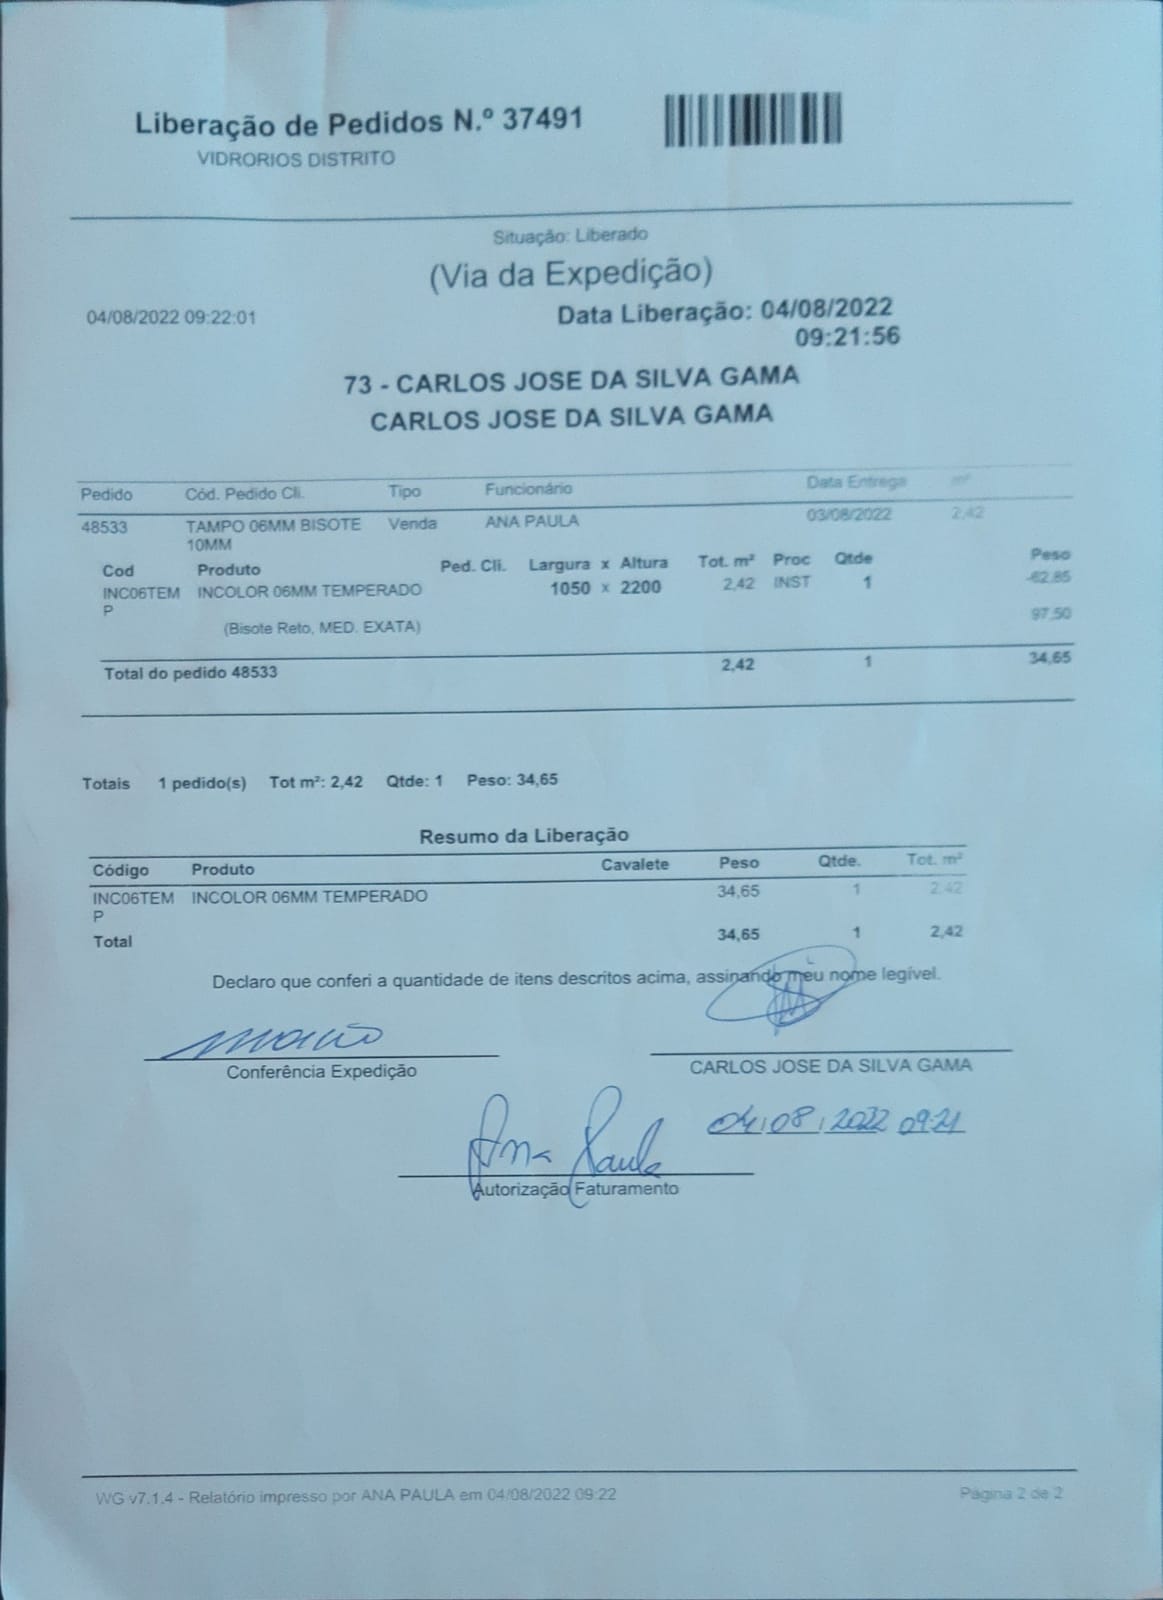 Liberação de Pedidos N.º 37491
VIDRORIOS DISTRITO
Situação: Liberado
(Via da Expedição)
04/08/2022 09:22:01
Data Liberação: 04/08/2022
09:21:56
73 - CARLOS JOSE DA SILVA GAMA
CARLOS JOSE DA SILVA GAMA
Pedido Cód. Pedido Cli. Tipo Funcionário Data Entrega m²
48533 TAMPO 06MM BISOTE Venda ANA PAULA 03/08/2022 2,42
10MM
Cod Produto Ped. Cli. Largura x Altura Tot. m² Proc Qtde Peso
INC06TEM INCOLOR 06MM TEMPERADO 1050 x 2200 2,42 INST 1 -62,85
P
(Bisote Reto, MED. EXATA) 97,50
Total do pedido 48533 2,42 1 34,65
Totais 1 pedido(s) Tot m²: 2,42 Qtde: 1 Peso: 34,65
Resumo da Liberação
Código Produto Cavalete Peso Qtde. Tot. m²
INC06TEM INCOLOR 06MM TEMPERADO 34,65 1 2,42
P
Total 34,65 1 2,42
Declaro que conferi a quantidade de itens descritos acima, assinando meu nome legível.
Conferência Expedição
CARLOS JOSE DA SILVA GAMA
04/08/2022 09:21
Ana Paula
Autorização Faturamento
WG v7.1.4 - Relatório impresso por ANA PAULA em 04/08/2022 09:22
Página 2 de 2